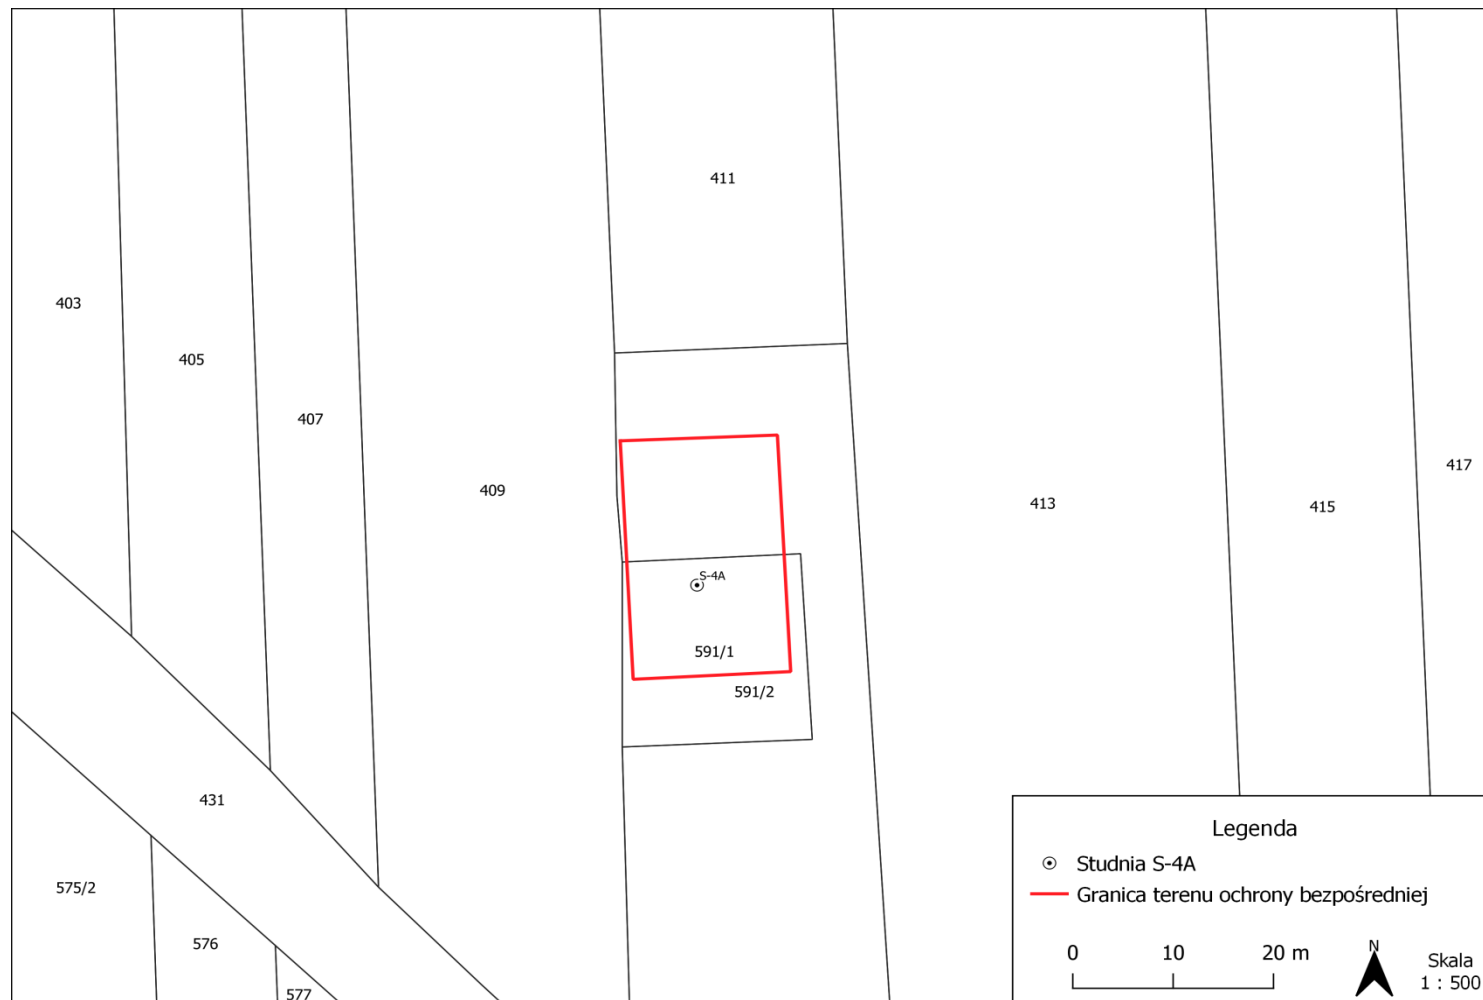 411
403
405
407
417
409
413
415
S-4A
591/1
591/2
431
Legenda
Studnia S-4A
575/2
Granica terenu ochrony bezpośredniej
576
0 10 20 m
N
Skala
1 : 500
577